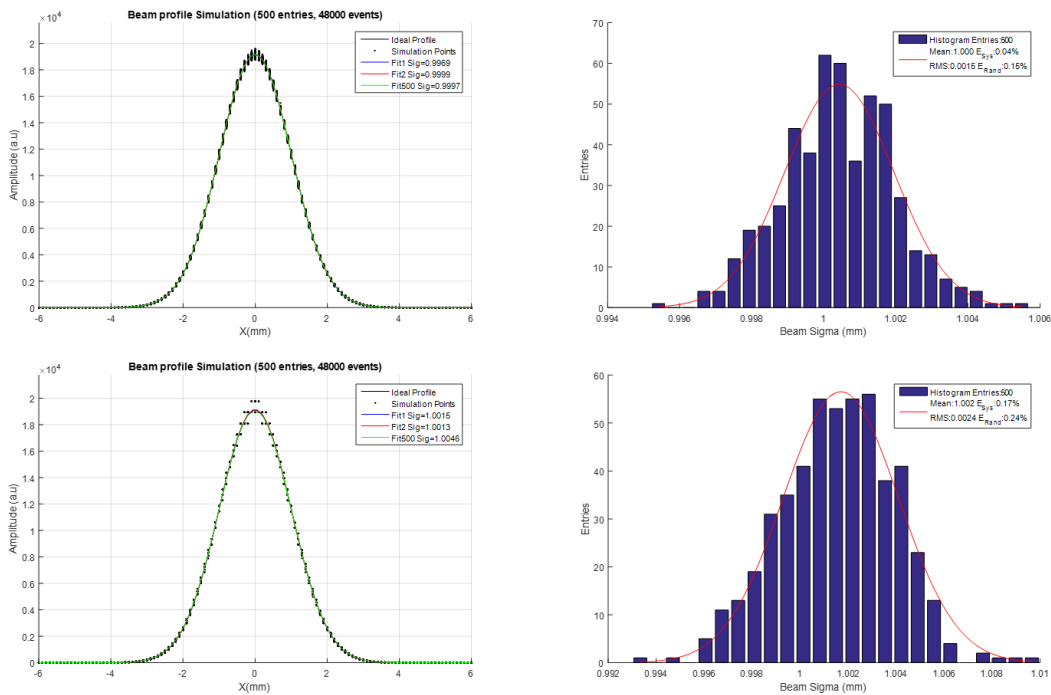 Beam profile Simulation (500 entries, 48000 events)
×10^4
2
1.8
1.6
1.4
1.2
1
0.8
0.6
0.4
0.2
0
Amplitude (a.u)
-6
-4
-2
0
2
4
6
X(mm)
Ideal Profile
Simulation Points
Fit1 Sig=0.9969
Fit2 Sig=0.9999
Fit500 Sig=0.9997
70
60
50
40
30
20
10
0
Entries
0.994
0.996
0.998
1
1.002
1.004
1.006
Beam Sigma (mm)
Histogram Entries:500
Mean:1.000 E_Sys:0.04%
RMS:0.0016 E_Rand:0.15%
Beam profile Simulation (500 entries, 48000 events)
×10^4
2
1.8
1.6
1.4
1.2
1
0.8
0.6
0.4
0.2
0
Amplitude (a.u)
-6
-4
-2
0
2
4
6
X(mm)
Ideal Profile
Simulation Points
Fit1 Sig=1.0015
Fit2 Sig=1.0013
Fit500 Sig=1.0046
60
50
40
30
20
10
0
Entries
0.992
0.994
0.996
0.998
1
1.002
1.004
1.006
1.008
1.01
Beam Sigma (mm)
Histogram Entries:500
Mean:1.002 E_Sys:0.17%
RMS:0.0024 E_Rand:0.24%